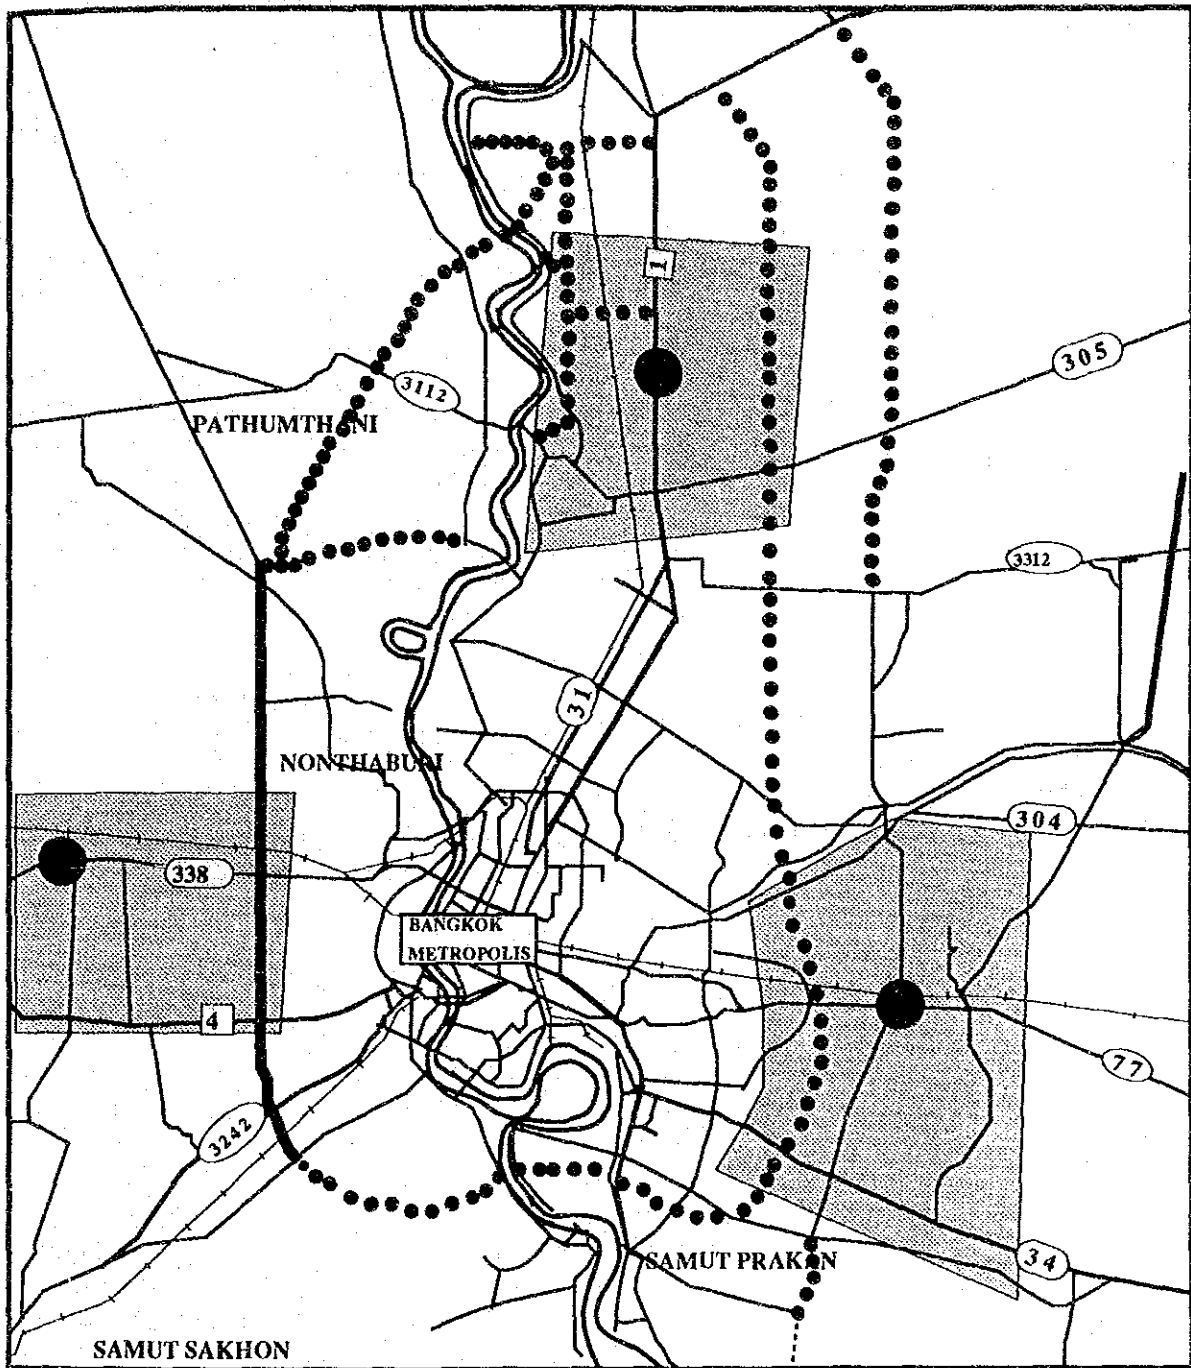 1
305
3112
PATHUMTHANI
3312
31
NONTHABURI
304
338
BANGKOK
METROPOLIS
4
77
3242
SAMUT PRAKAN
34
SAMUT SAKHON